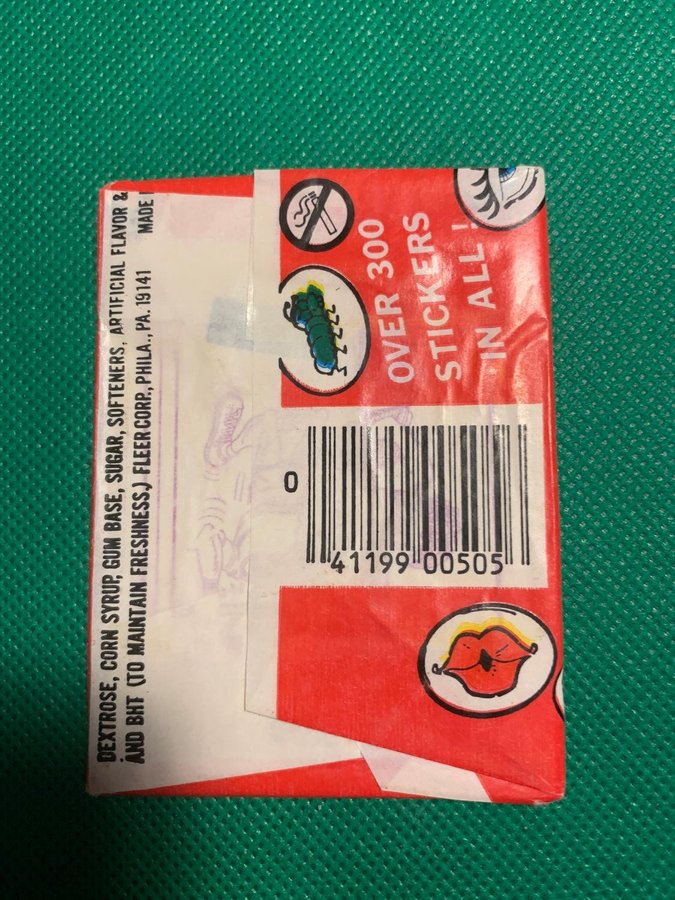 DEXTROSE, CORN SYRUP, GUM BASE, SUGAR, SOFTENERS, ARTIFICIAL FLAVOR &
AND BHT (TO MAINTAIN FRESHNESS.) FLEER CORP., PHILA., PA. 19141 MADE
OVER 300
STICKERS
IN ALL!
0 41199 00505